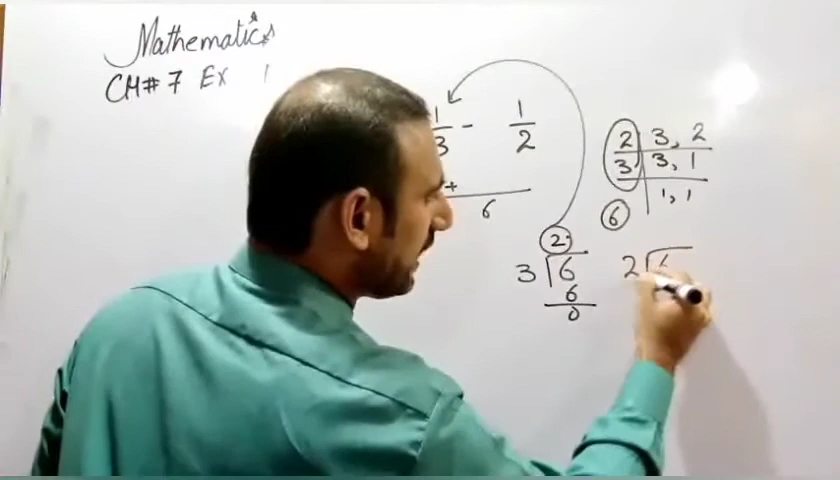 Mathematics
CH# 7 Ex 1
1/3 - 1/2
+
6
2 | 3, 2
3 | 3, 1
1, 1
6
2
3 | 6
6
0
2 | 6